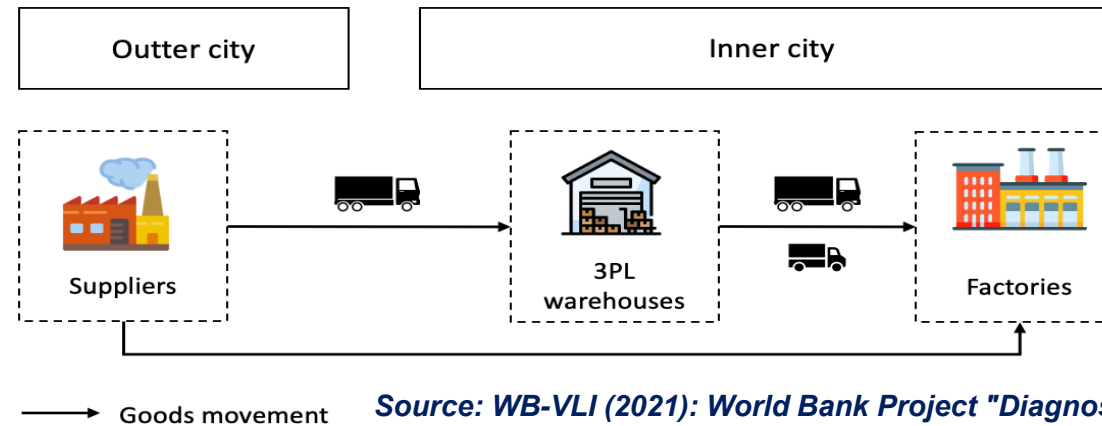 Outter city
Inner city
Suppliers
3PL
warehouses
Factories
Goods movement
Source: WB-VLI (2021): World Bank Project "Diagnos